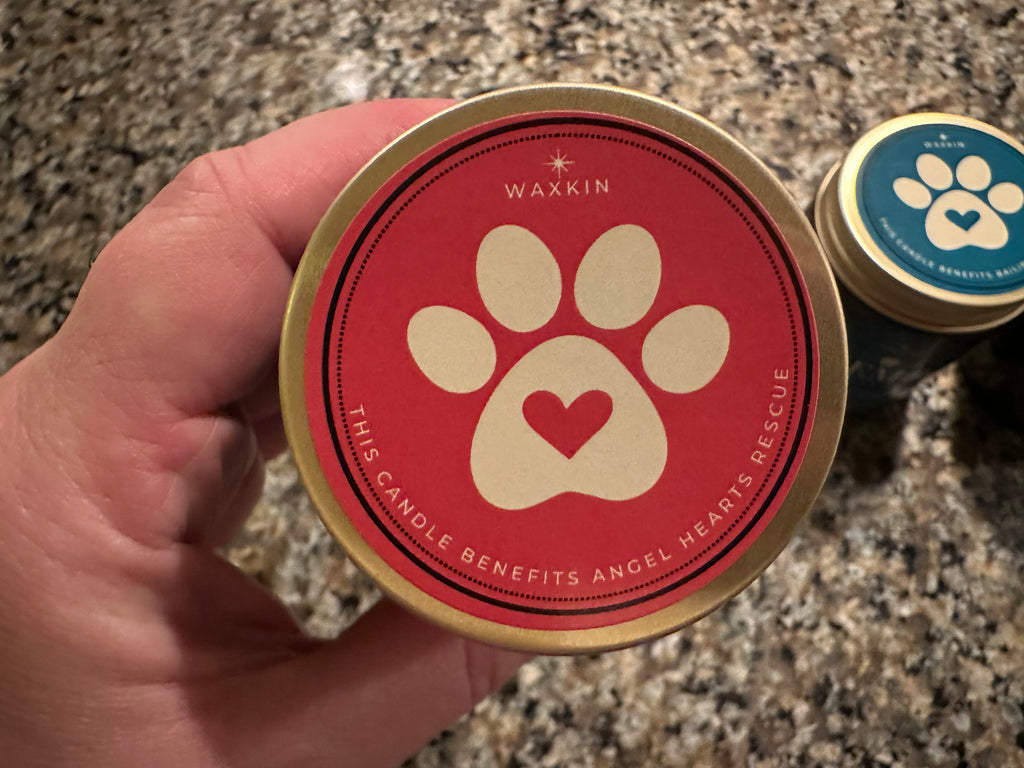 WAXKIN
THIS CANDLE BENEFITS ANGEL HEARTS RESCUE
WAXKIN
THIS CANDLE BENEFITS